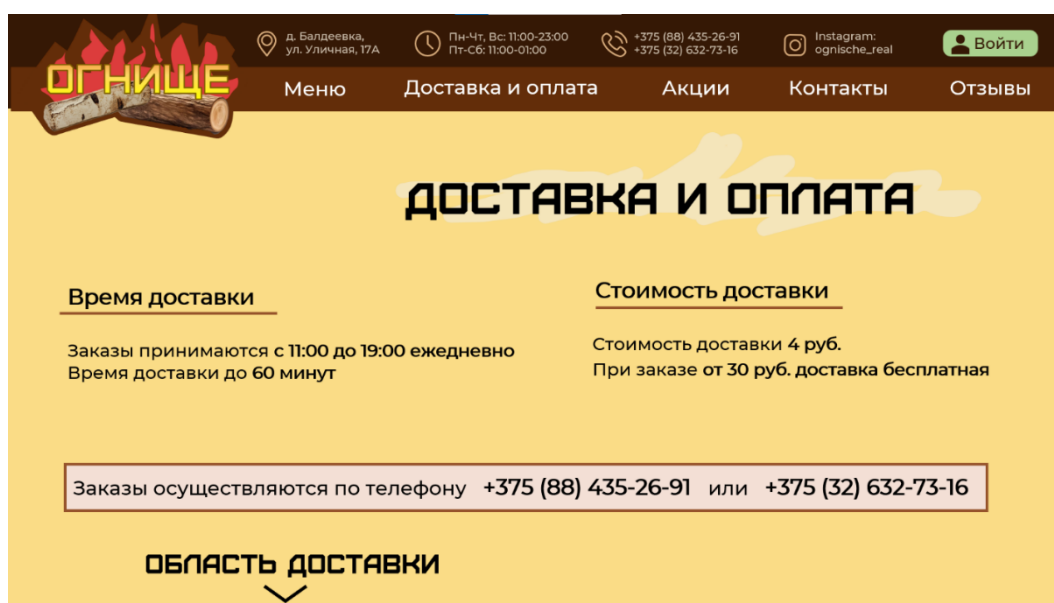 ОГНИЩЕ
д. Балдеевка,
ул. Уличная, 17А
Пн-Чт, Вс: 11:00-23:00
Пт-Сб: 11:00-01:00
+375 (88) 435-26-91
+375 (32) 632-73-16
Instagram:
ognische_real
Войти
Меню Доставка и оплата Акции Контакты Отзывы
ДОСТАВКА И ОПЛАТА
Время доставки
Заказы принимаются с 11:00 до 19:00 ежедневно
Время доставки до 60 минут
Стоимость доставки
Стоимость доставки 4 руб.
При заказе от 30 руб. доставка бесплатная
Заказы осуществляются по телефону +375 (88) 435-26-91 или +375 (32) 632-73-16
ОБЛАСТЬ ДОСТАВКИ